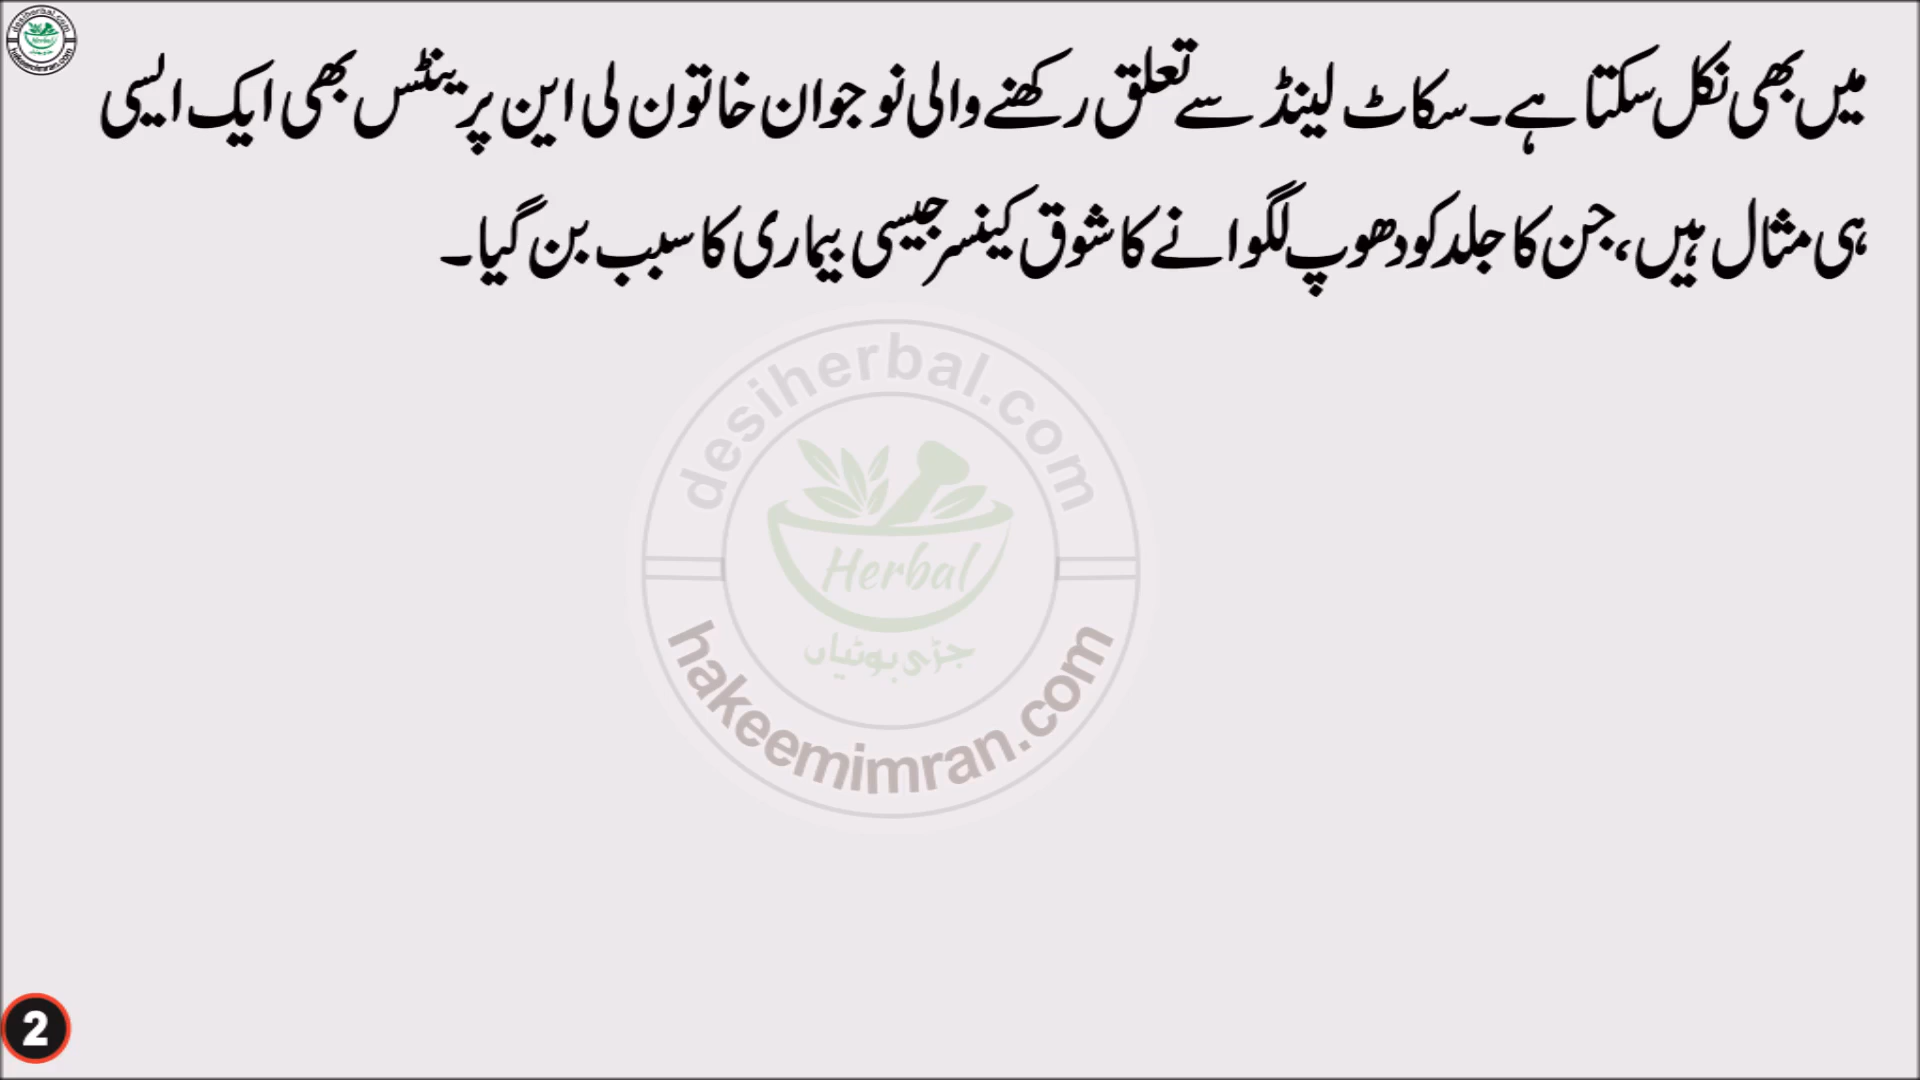 میں بھی نکل سکتا ہے۔ سکاٹ لینڈ سے تعلق رکھنے والی نوجوان خاتون لی این پرینٹس بھی ایک ایسی
ہی مثال ہیں، جن کا جلد کو دھوپ لگوانے کا شوق کینسر جیسی بیماری کا سبب بن گیا۔
desiherbal.com
Herbal
جڑی بوٹیاں
hakeemimran.com
2